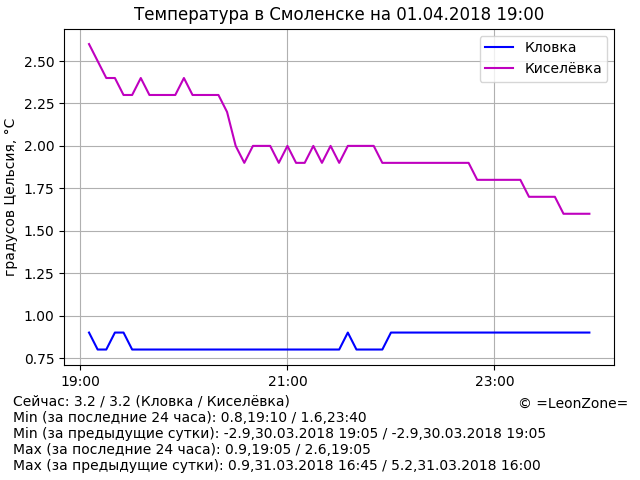 Температура в Смоленске на 01.04.2018 19:00
Кловка
Киселёвка
градусов Цельсия, °C
2.50
2.25
2.00
1.75
1.50
1.25
1.00
0.75
19:00 21:00 23:00
Сейчас: 3.2 / 3.2 (Кловка / Киселёвка)
© =LeonZone=
Min (за последние 24 часа): 0.8,19:10 / 1.6,23:40
Min (за предыдущие сутки): -2.9,30.03.2018 19:05 / -2.9,30.03.2018 19:05
Max (за последние 24 часа): 0.9,19:05 / 2.6,19:05
Max (за предыдущие сутки): 0.9,31.03.2018 16:45 / 5.2,31.03.2018 16:00